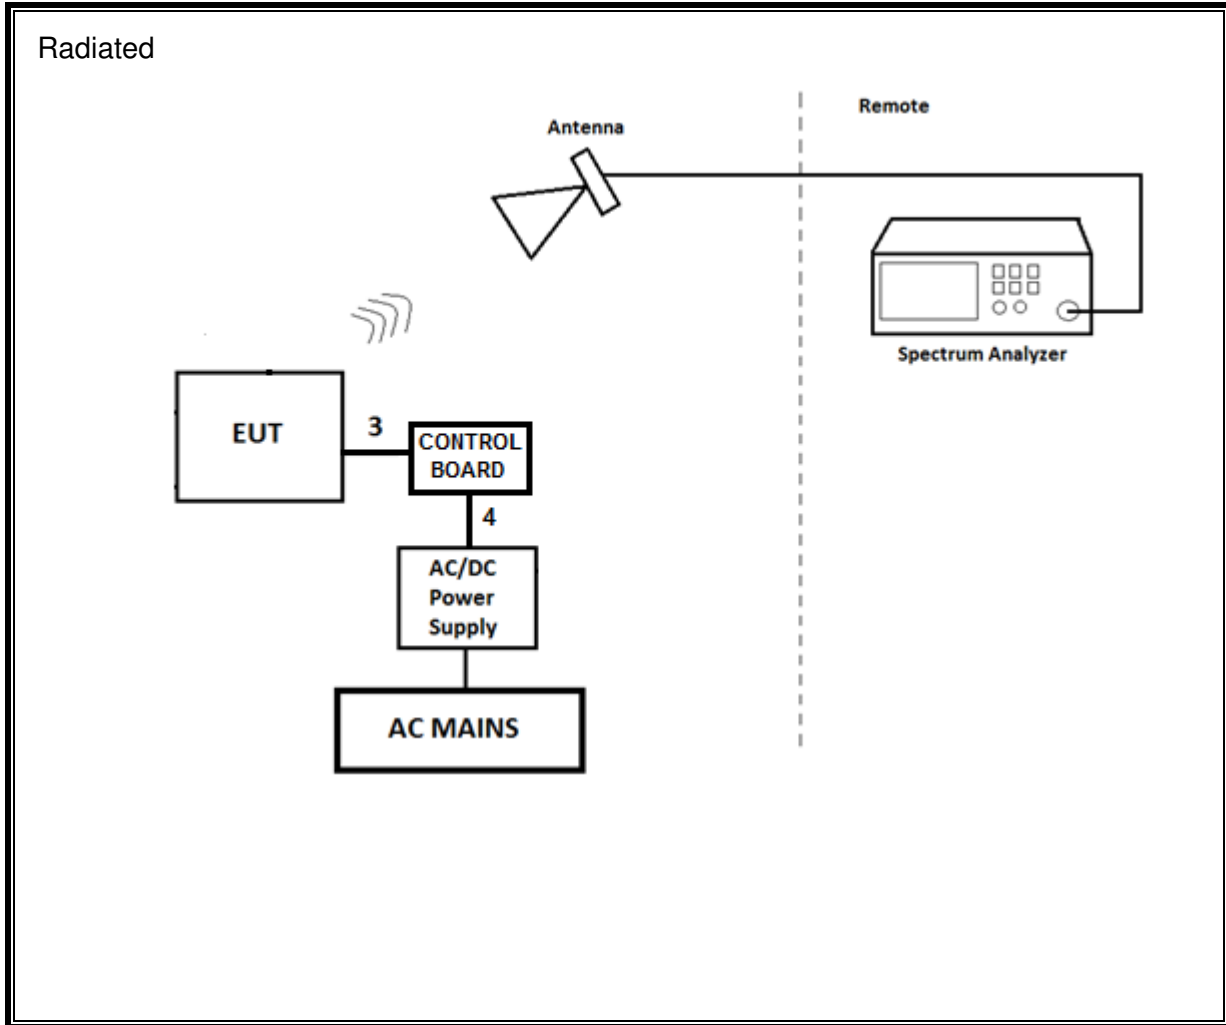 Radiated
Remote
Antenna
Spectrum Analyzer
EUT
3
CONTROL
BOARD
4
AC/DC
Power
Supply
AC MAINS